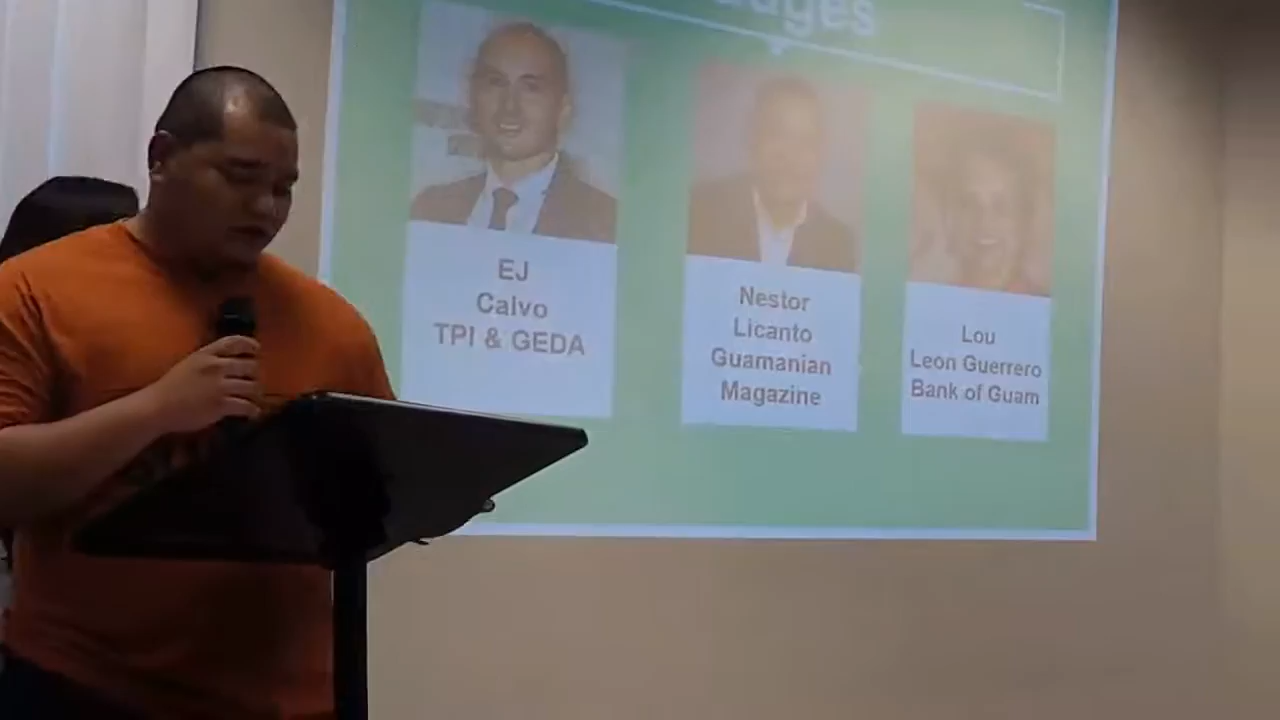 EJ
Calvo
TPI & GEDA
Nestor
Licanto
Guamanian
Magazine
Lou
Leon Guerrero
Bank of Guam